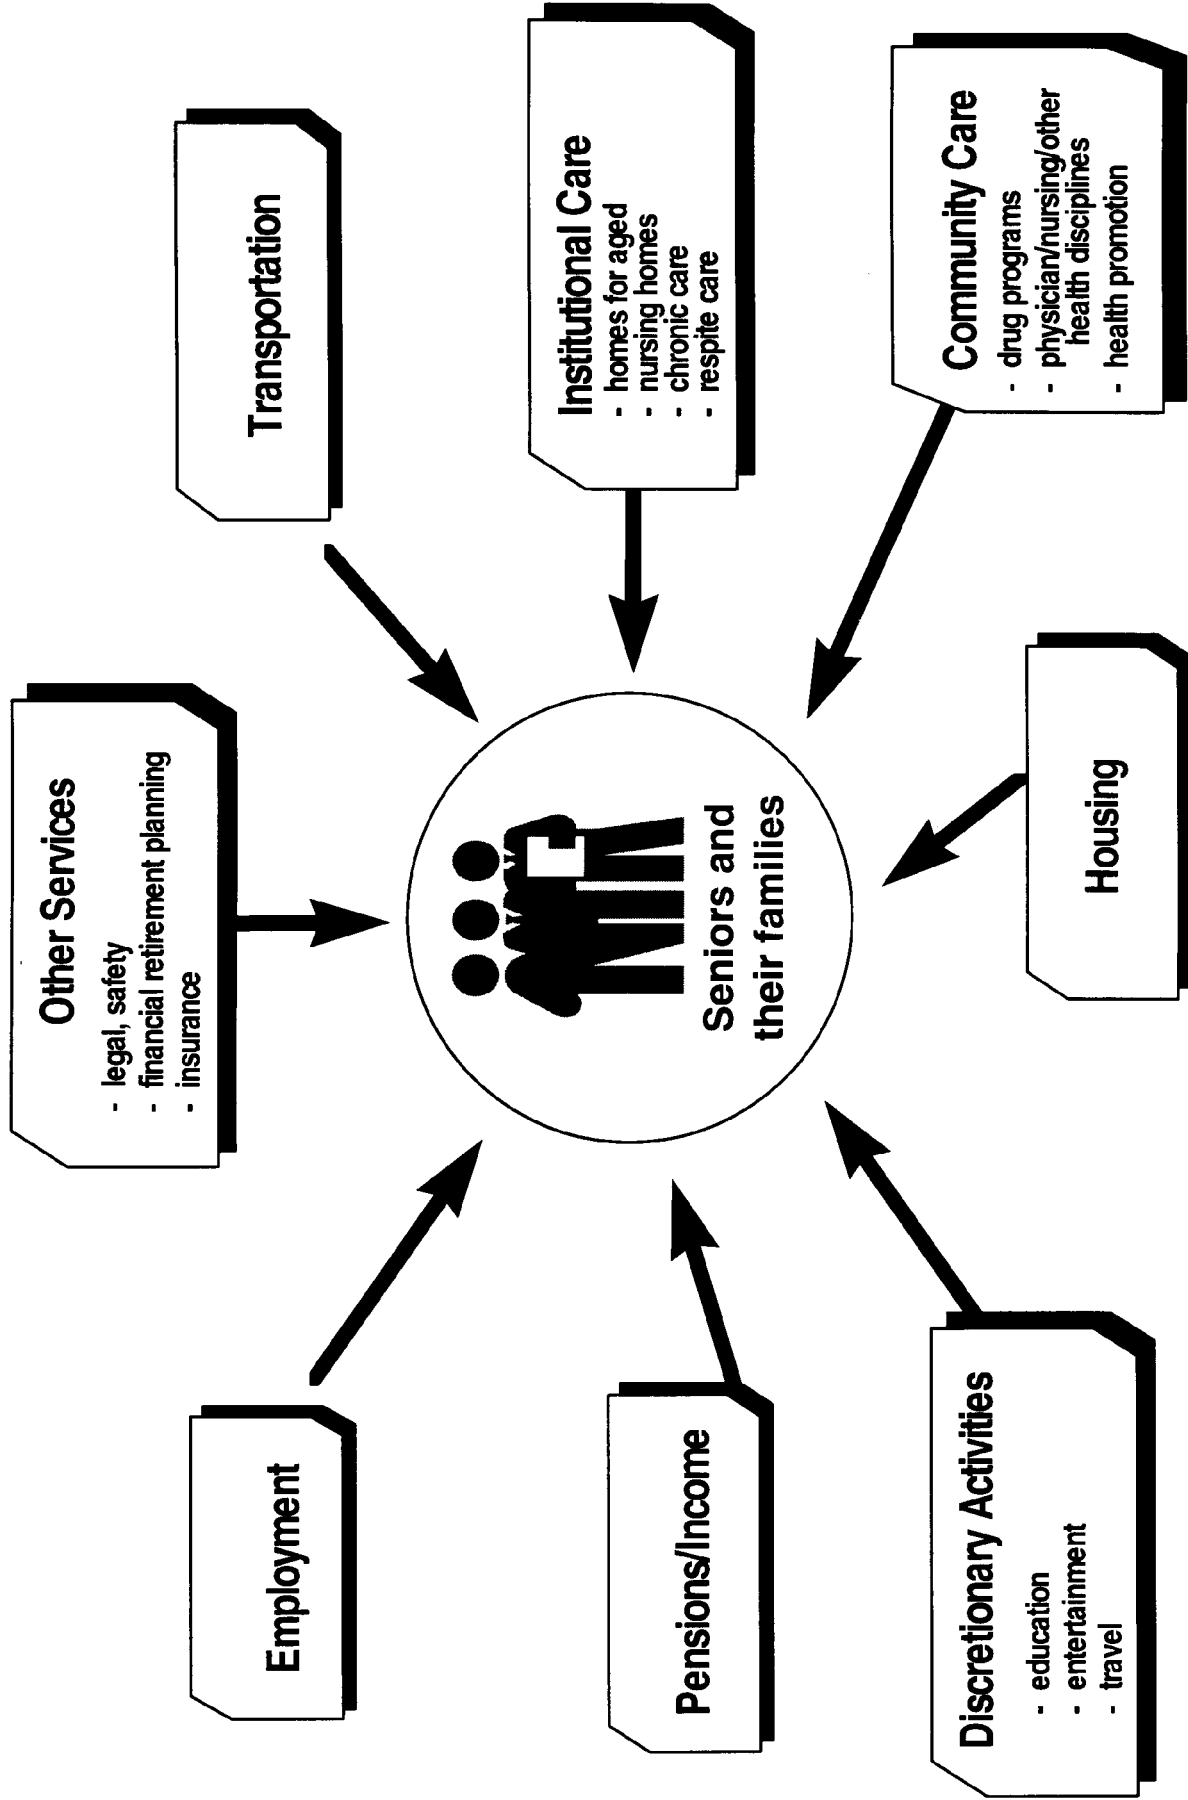 Other Services
- legal, safety
- financial retirement planning
- insurance
Employment
Transportation
Pensions/Income
Seniors and
their families
Institutional Care
- homes for aged
- nursing homes
- chronic care
- respite care
Discretionary Activities
- education
- entertainment
- travel
Housing
Community Care
- drug programs
- physician/nursing/other
health disciplines
- health promotion